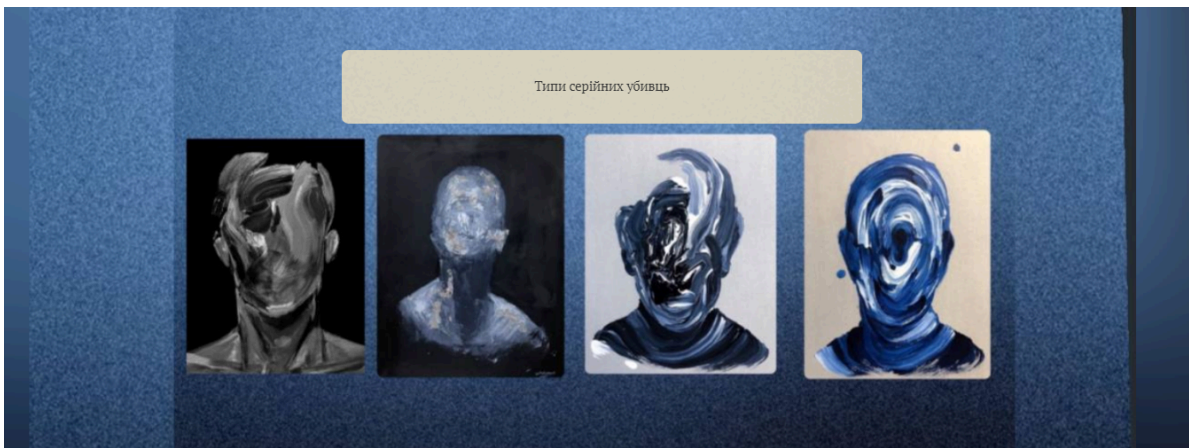 Типи серійних убивць